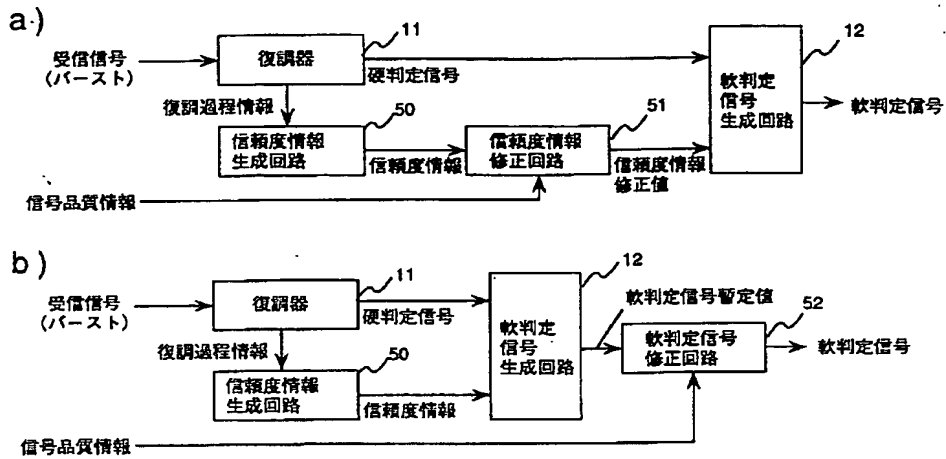 a)
11
12
受信信号
(バースト)
復調器
硬判定信号
軟判定
信号
生成回路
軟判定信号
復調過程情報
50
51
信頼度情報
生成回路
信頼度情報
信頼度情報
修正回路
信頼度情報
修正値
信号品質情報
b)
11
12
受信信号
(バースト)
復調器
硬判定信号
軟判定
信号
生成回路
軟判定信号暫定値
52
軟判定信号
修正回路
軟判定信号
復調過程情報
50
信頼度情報
生成回路
信頼度情報
信号品質情報